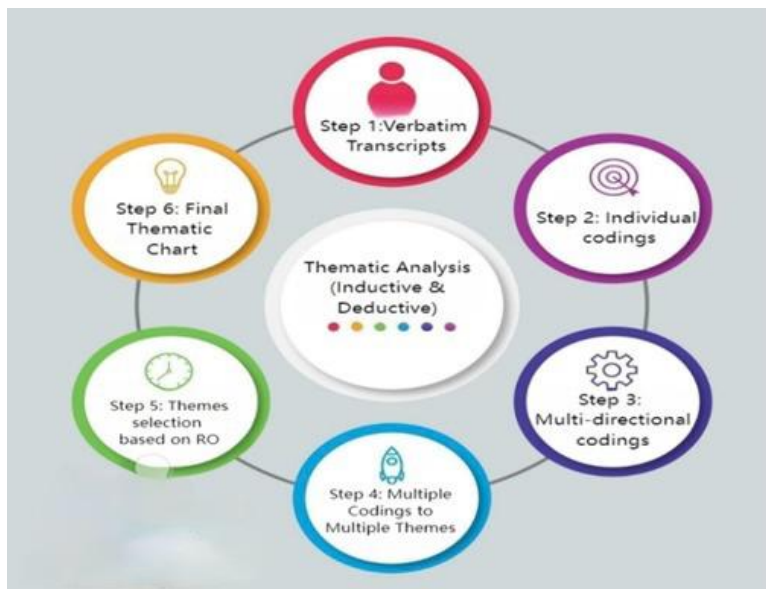 Step 1:Verbatim
Transcripts
Step 2: Individual
codings
Step 3:
Multi-directional
codings
Step 4: Multiple
Codings to
Multiple Themes
Step 5: Themes
selection
based on RO
Step 6: Final
Thematic
Chart
Thematic Analysis
(Inductive &
Deductive)